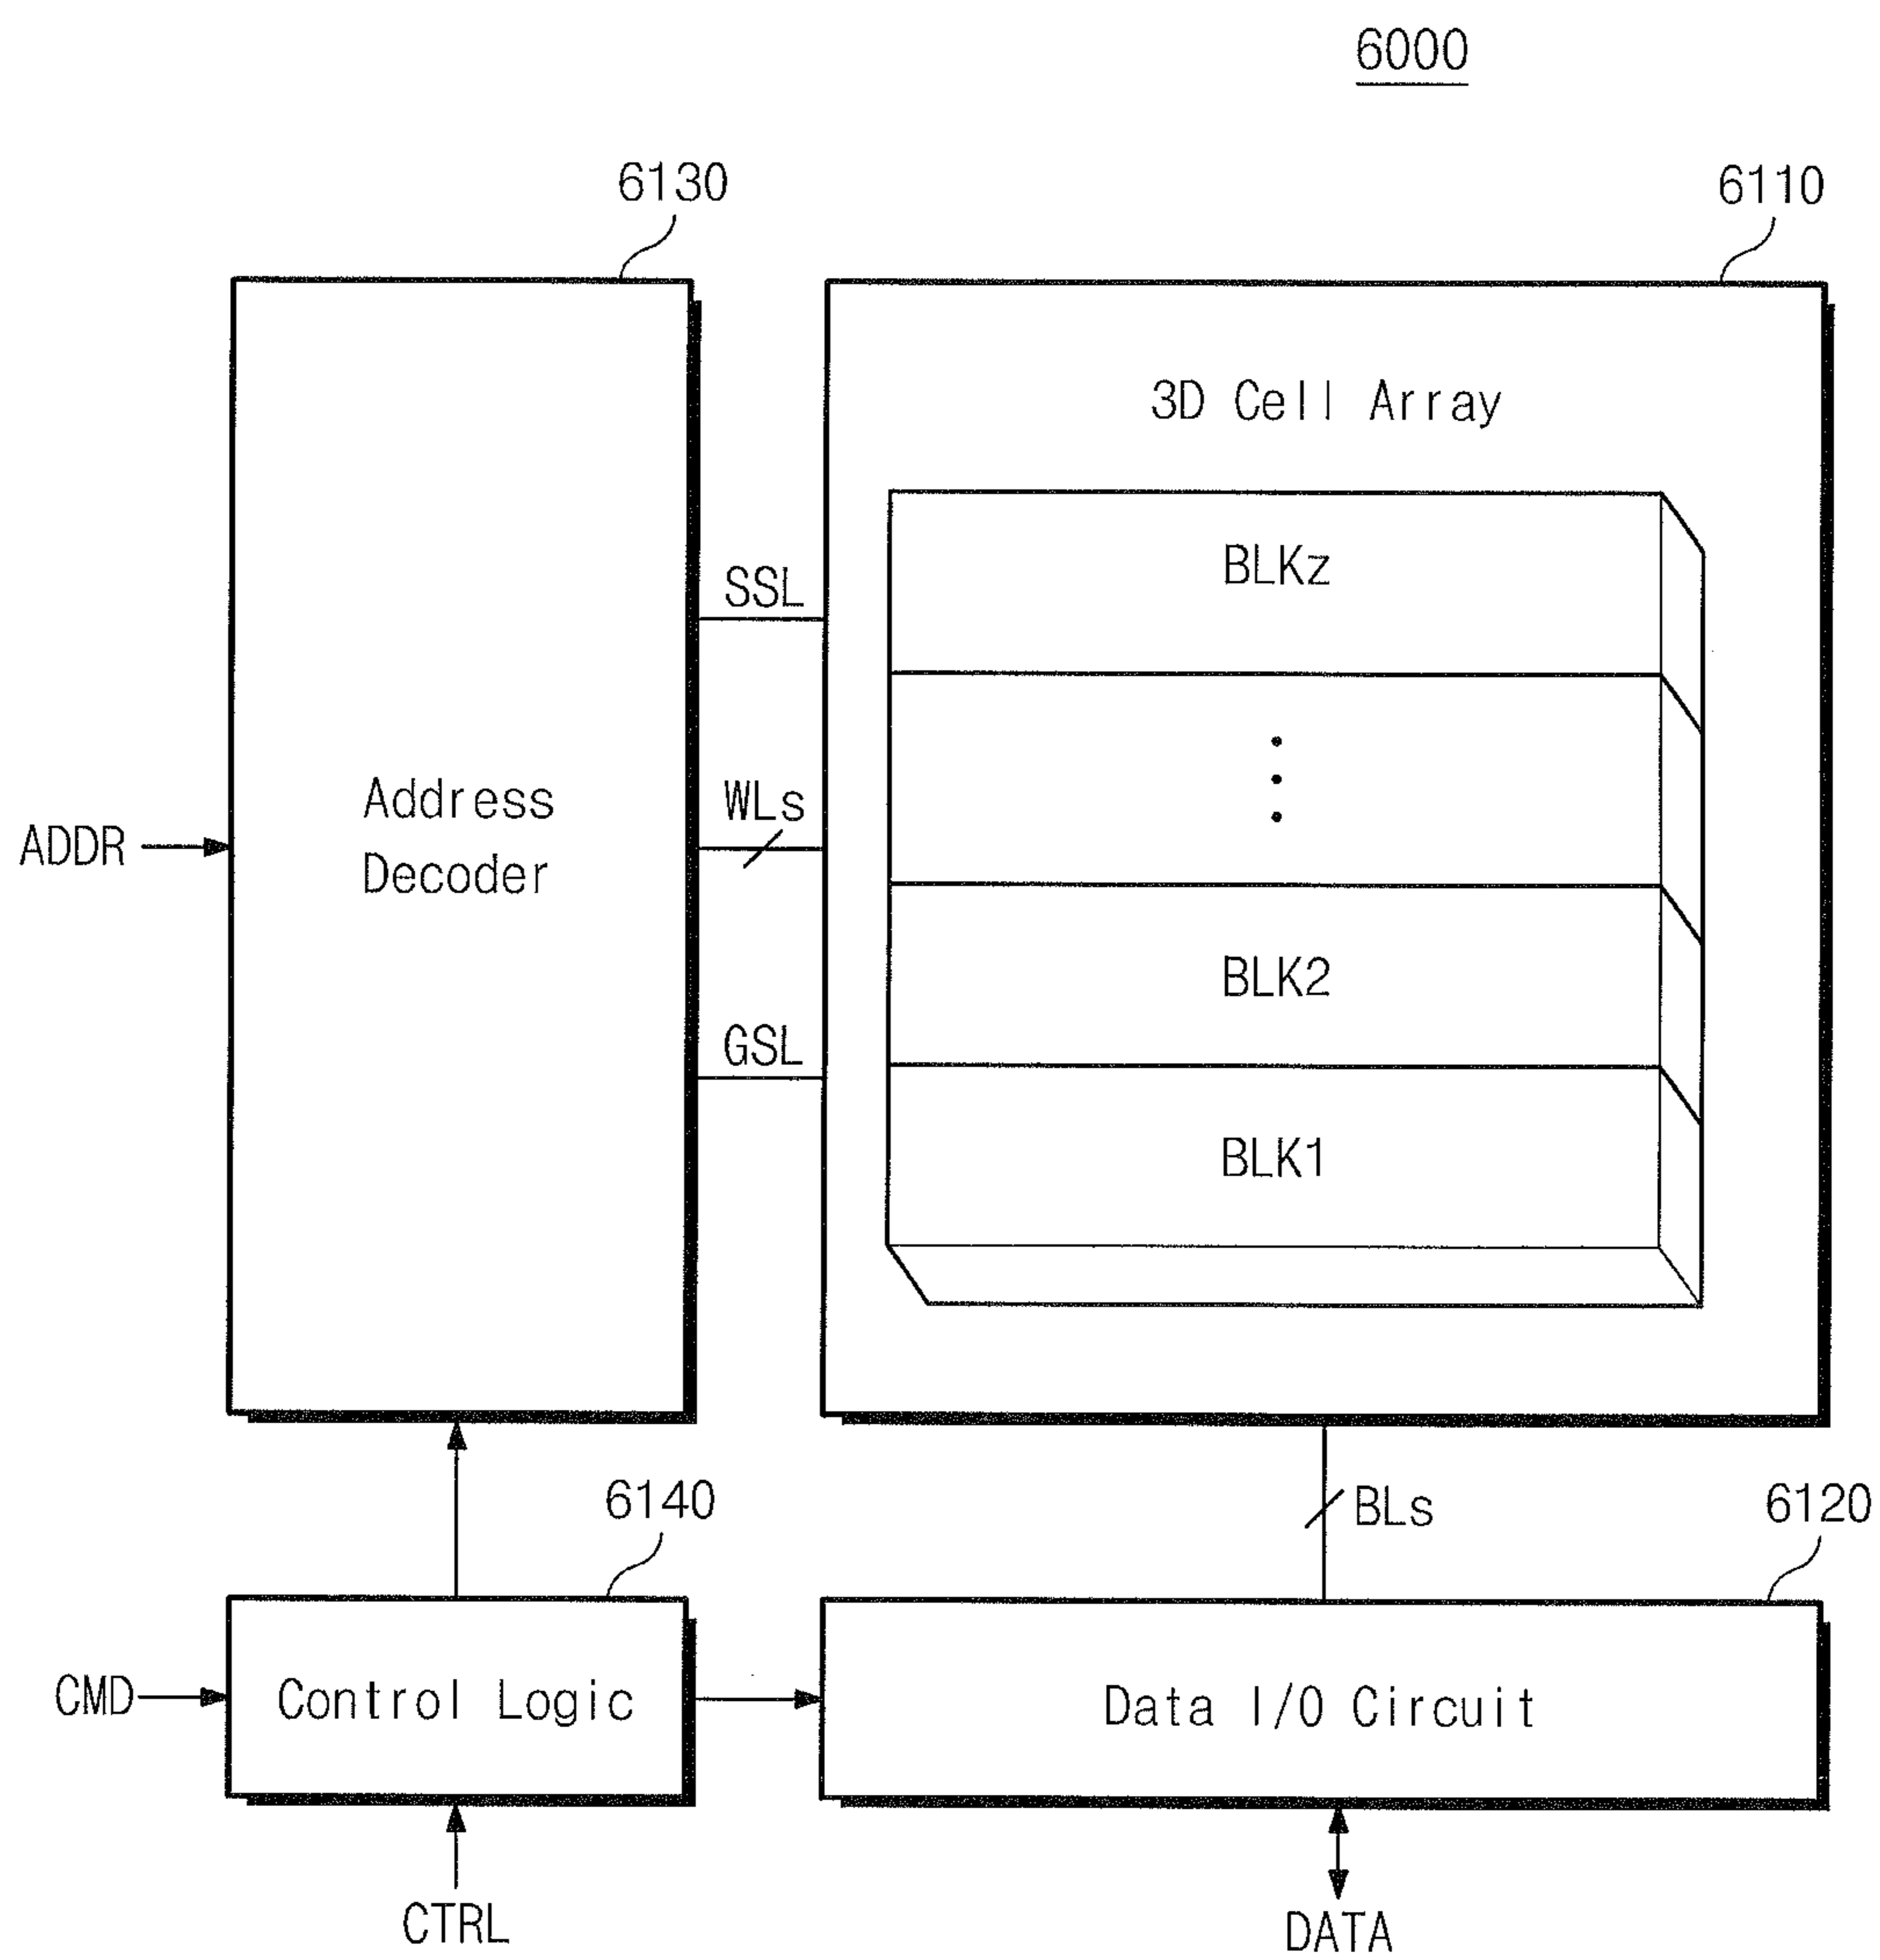 6000
6130
6110
3D Cell Array
BLKz
SSL
Address
Decoder
WLs
ADDR
BLK2
GSL
BLK1
6140
BLs
6120
CMD
Control Logic
Data I/O Circuit
CTRL
DATA